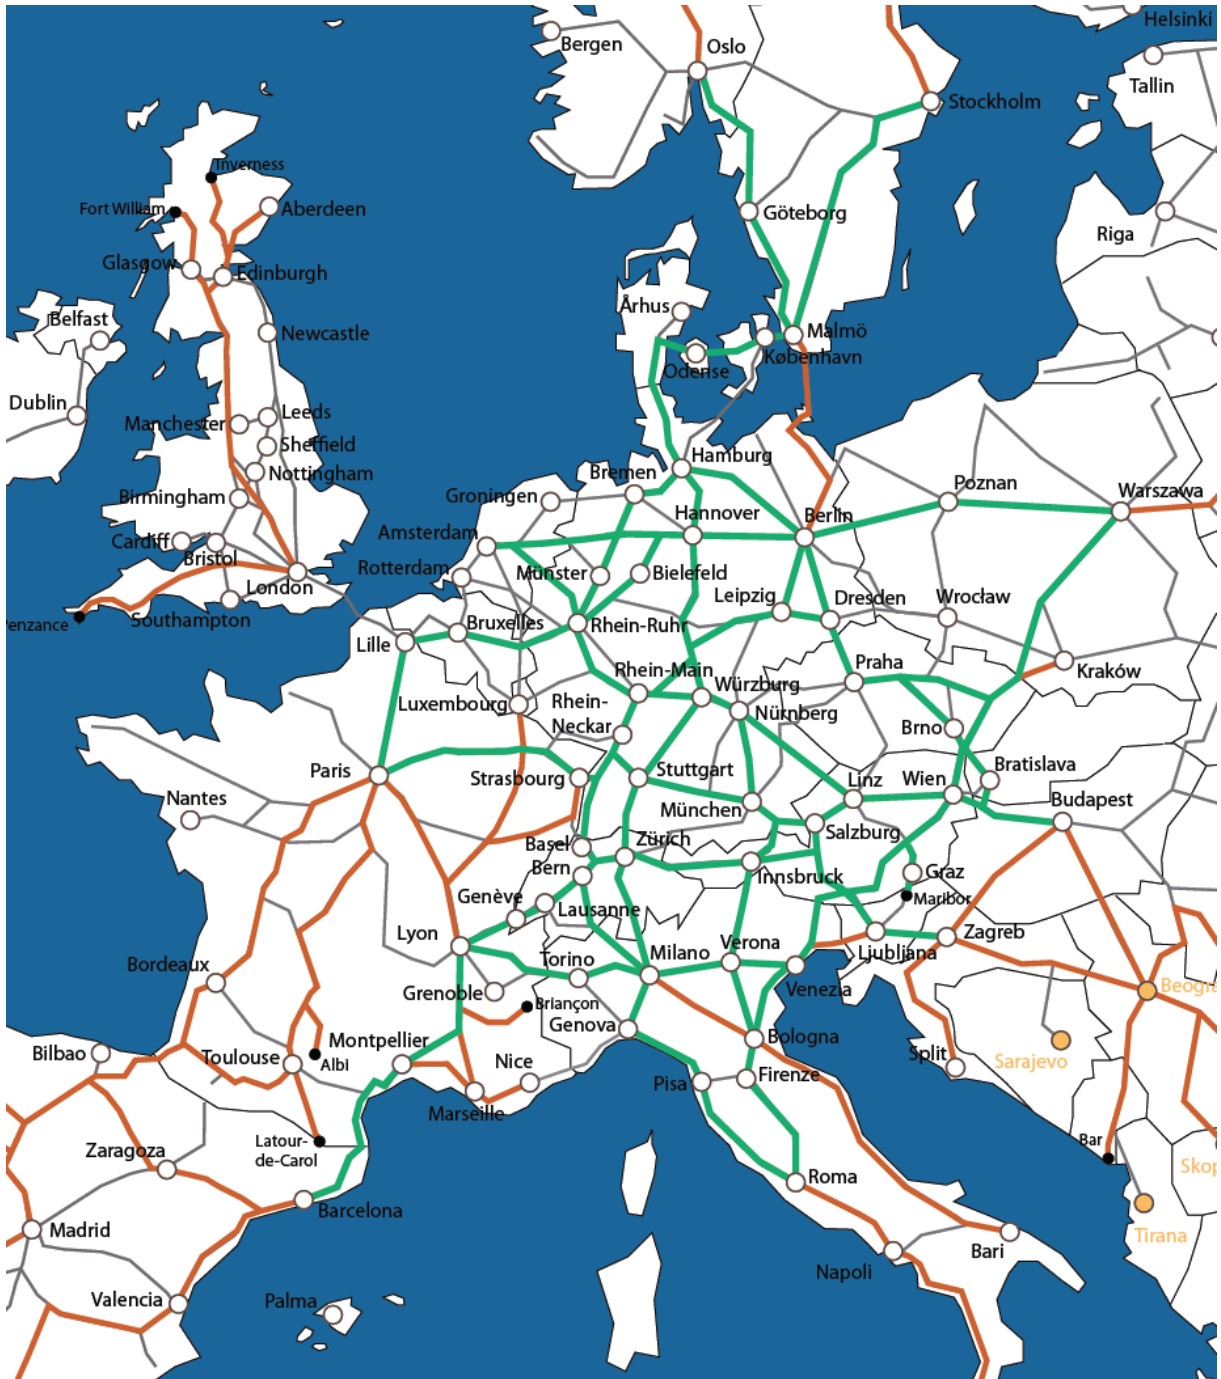 Helsinki
Bergen
Oslo
Tallin
Stockholm
Inverness
Fort William
Aberdeen
Göteborg
Riga
Glasgow
Edinburgh
Århus
Belfast
Newcastle
Malmö
København
Odense
Dublin
Manchester
Leeds
Sheffield
Hamburg
Nottingham
Bremen
Birmingham
Groningen
Poznan
Warszawa
Hannover
Berlin
Amsterdam
Cardiff
Bristol
Rotterdam
Münster
Bielefeld
London
Leipzig
Dresden
Wrocław
Southampton
enzance
Bruxelles
Rhein-Ruhr
Lille
Praha
Kraków
Rhein-Main
Würzburg
Luxembourg
Rhein-
Neckar
Nürnberg
Brno
Paris
Strasbourg
Stuttgart
Linz
Wien
Bratislava
Nantes
München
Budapest
Salzburg
Basel
Zürich
Bern
Innsbruck
Graz
Genève
Maribor
Lausanne
Lyon
Milano
Verona
Ljubljana
Zagreb
Bordeaux
Torino
Grenoble
Venezia
Beogra
Briançon
Genova
Bologna
Bilbao
Toulouse
Montpellier
Albi
Nice
Split
Sarajevo
Pisa
Firenze
Marseille
Latour-
de-Carol
Zaragoza
Bar
Skop
Roma
Barcelona
Madrid
Tirana
Bari
Napoli
Valencia
Palma